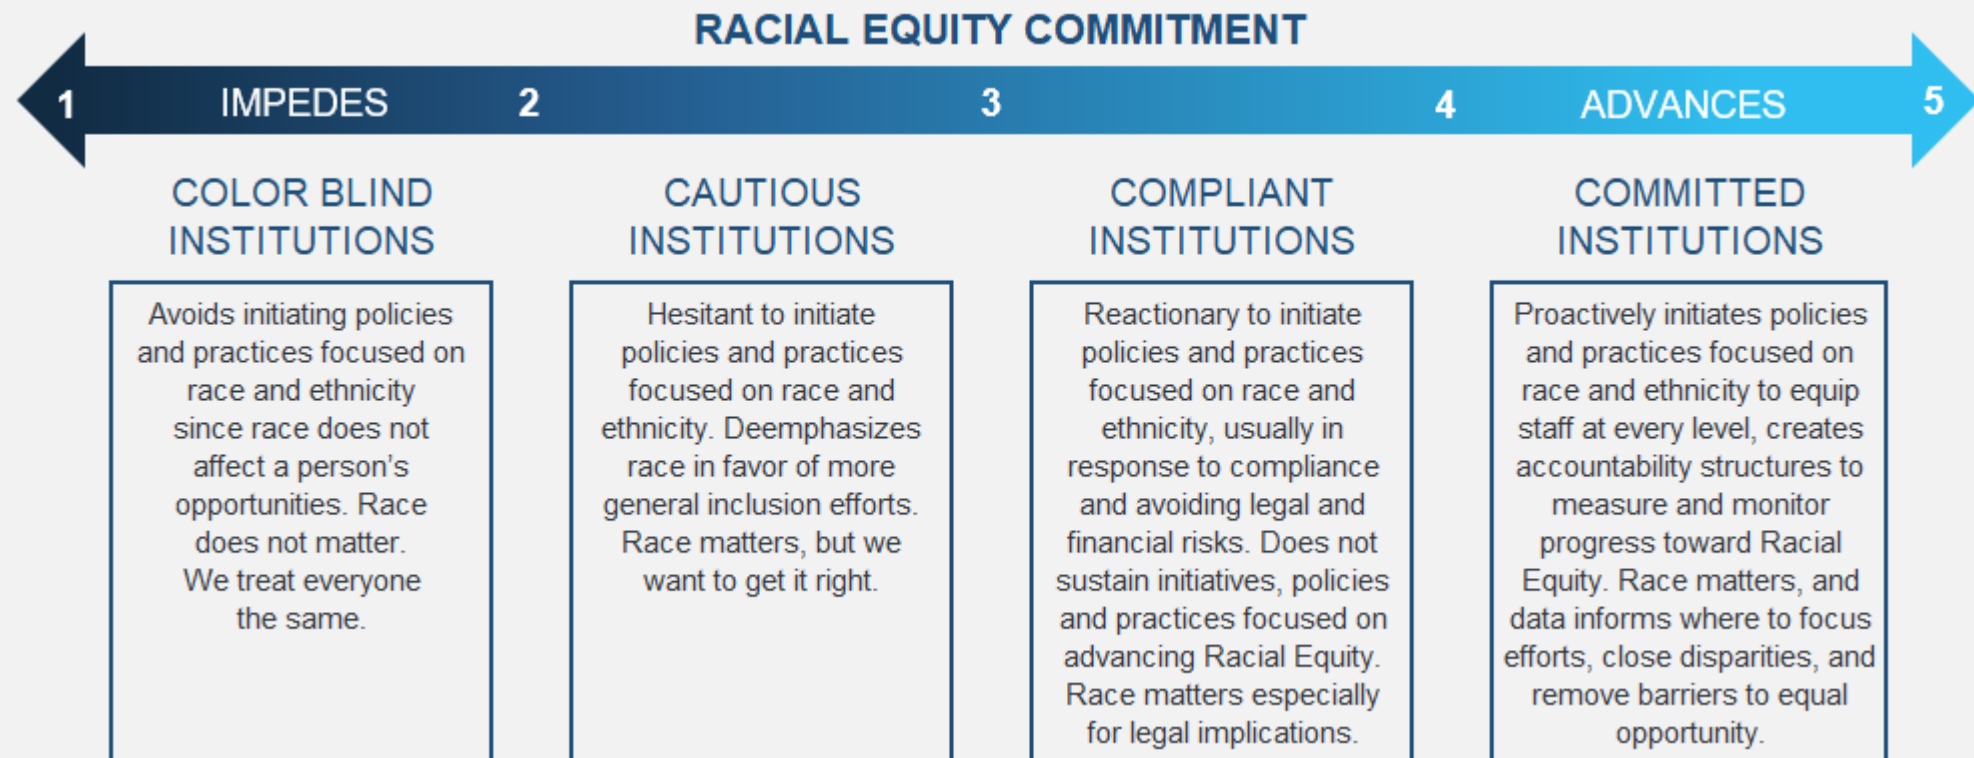 RACIAL EQUITY COMMITMENT
1 IMPEDES 2 3 4 ADVANCES 5
COLOR BLIND
INSTITUTIONS
Avoids initiating policies
and practices focused on
race and ethnicity
since race does not
affect a person's
opportunities. Race
does not matter.
We treat everyone
the same.
CAUTIOUS
INSTITUTIONS
Hesitant to initiate
policies and practices
focused on race and
ethnicity. Deemphasizes
race in favor of more
general inclusion efforts.
Race matters, but we
want to get it right.
COMPLIANT
INSTITUTIONS
Reactionary to initiate
policies and practices
focused on race and
ethnicity, usually in
response to compliance
and avoiding legal and
financial risks. Does not
sustain initiatives, policies
and practices focused on
advancing Racial Equity.
Race matters especially
for legal implications.
COMMITTED
INSTITUTIONS
Proactively initiates policies
and practices focused on
race and ethnicity to equip
staff at every level, creates
accountability structures to
measure and monitor
progress toward Racial
Equity. Race matters, and
data informs where to focus
efforts, close disparities, and
remove barriers to equal
opportunity.